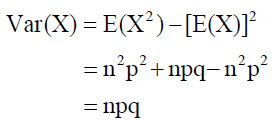 Var(X) = E(X²)−[E(X)]²
= n²p²+npq−n²p²
= npq